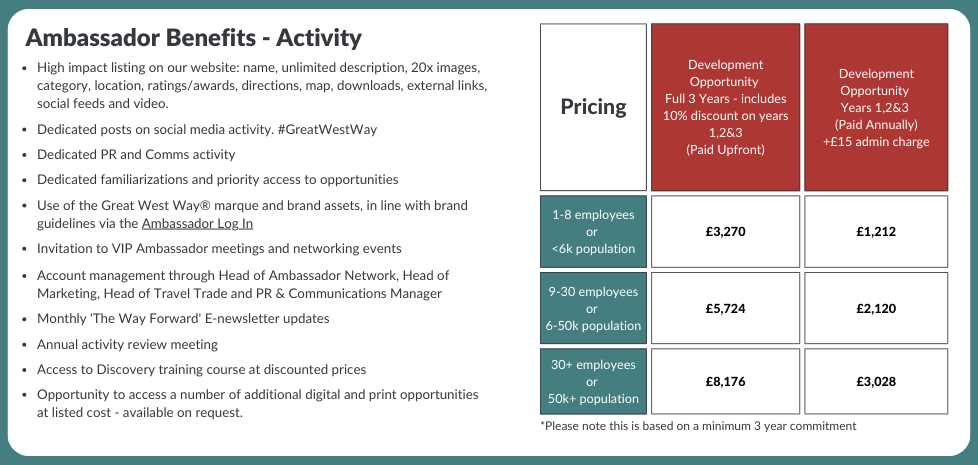 Ambassador Benefits - Activity
• High impact listing on our website: name, unlimited description, 20x images,
category, location, ratings/awards, directions, map, downloads, external links,
social feeds and video.
• Dedicated posts on social media activity. #GreatWestWay
• Dedicated PR and Comms activity
• Dedicated familiarizations and priority access to opportunities
• Use of the Great West Way® marque and brand assets, in line with brand
guidelines via the Ambassador Log In
• Invitation to VIP Ambassador meetings and networking events
• Account management through Head of Ambassador Network, Head of
Marketing, Head of Travel Trade and PR & Communications Manager
• Monthly 'The Way Forward' E-newsletter updates
• Annual activity review meeting
• Access to Discovery training course at discounted prices
• Opportunity to access a number of additional digital and print opportunities
at listed cost - available on request.
Pricing
Development
Opportunity
Full 3 Years - includes
10% discount on years
1,2&3
(Paid Upfront)
Development
Opportunity
Years 1,2&3
(Paid Annually)
+£15 admin charge
1-8 employees
or
<6k population
£3,270
£1,212
9-30 employees
or
6-50k population
£5,724
£2,120
30+ employees
or
50k+ population
£8,176
£3,028
*Please note this is based on a minimum 3 year commitment